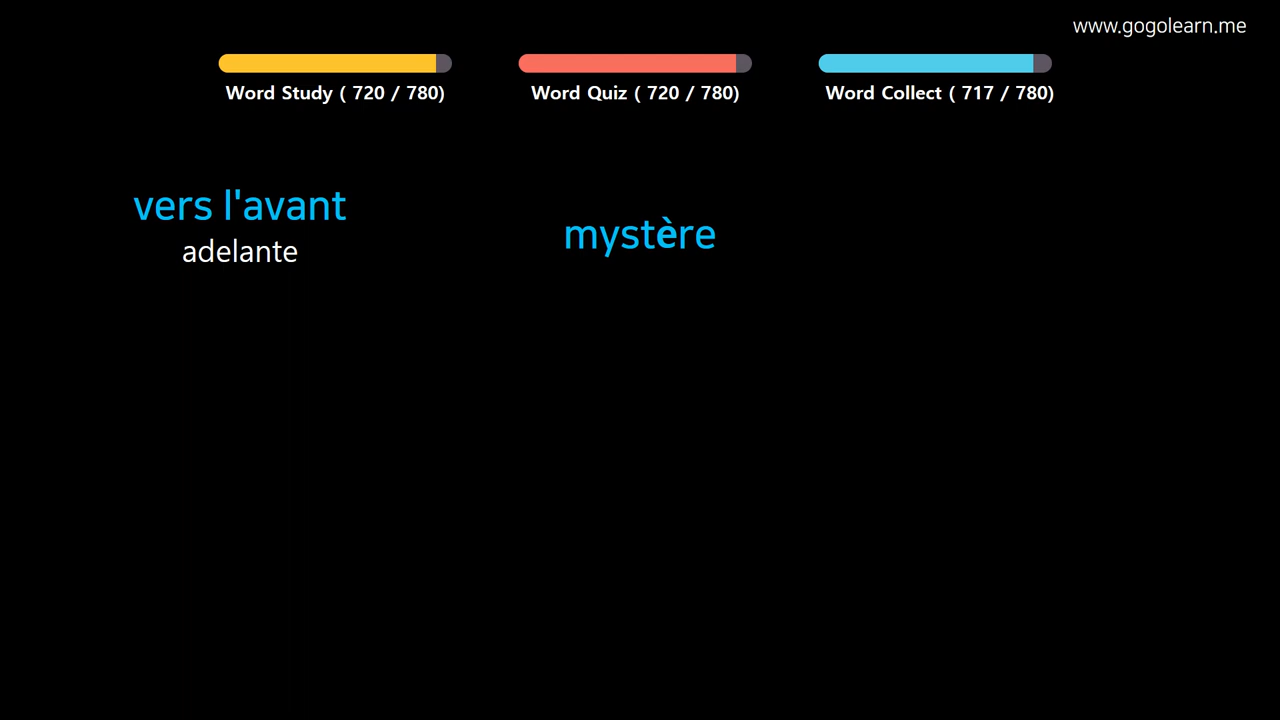 www.gogolearn.me
Word Study ( 720 / 780)
Word Quiz ( 720 / 780)
Word Collect ( 717 / 780)
vers l'avant
adelante
mystère